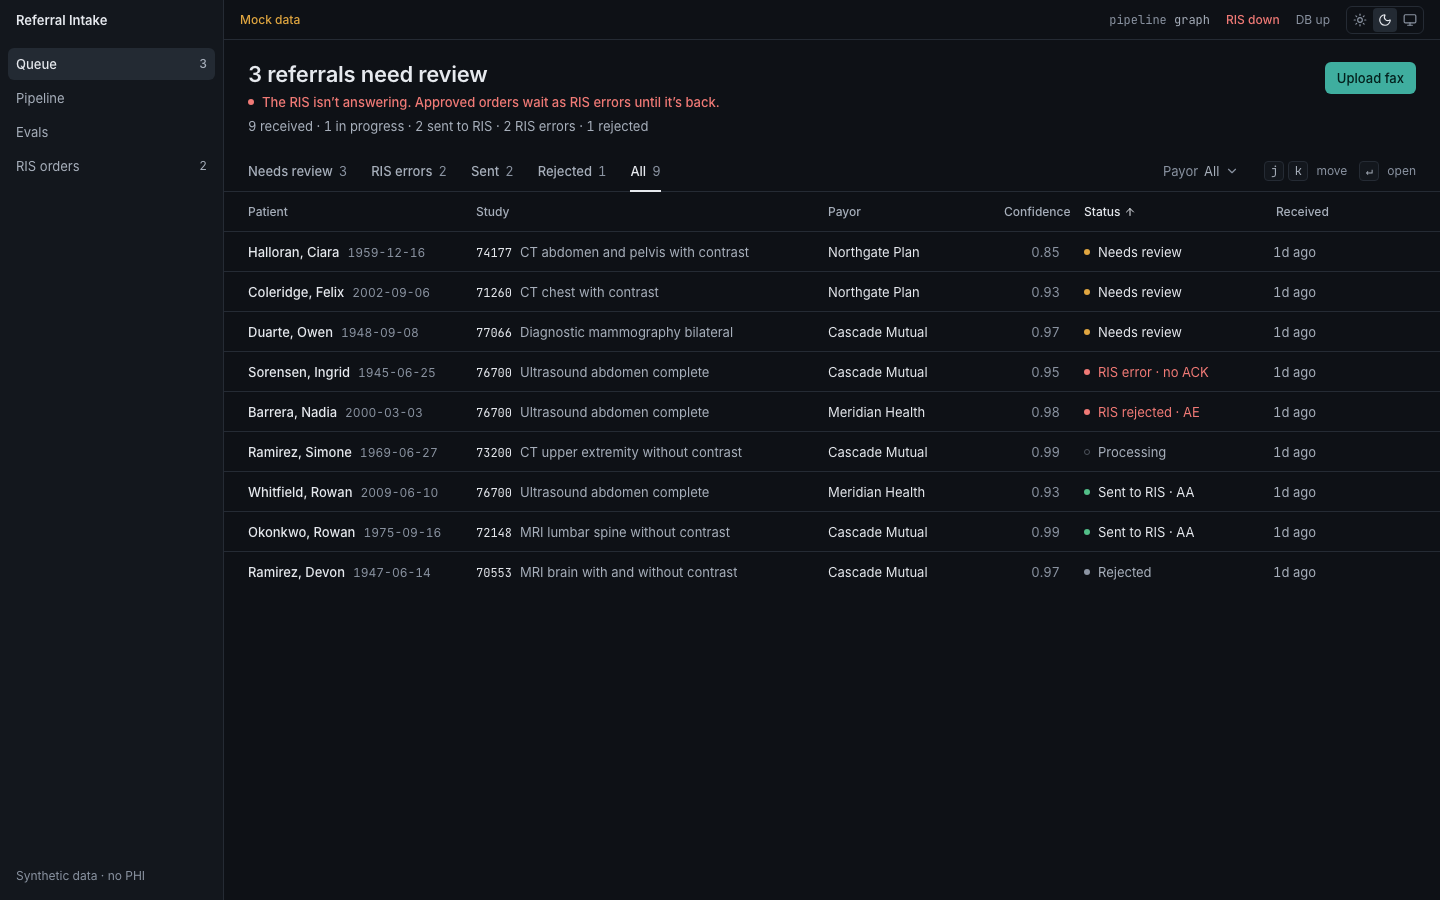 Referral Intake
Mock data
pipeline graph RIS down DB up
Queue 3
Pipeline
Evals
RIS orders 2
3 referrals need review
Upload fax
The RIS isn’t answering. Approved orders wait as RIS errors until it’s back.
9 received · 1 in progress · 2 sent to RIS · 2 RIS errors · 1 rejected
Needs review 3 RIS errors 2 Sent 2 Rejected 1 All 9
Payor All j k move ↵ open
Patient Study Payor Confidence Status ↑ Received
Halloran, Ciara 1959-12-16 74177 CT abdomen and pelvis with contrast Northgate Plan 0.85 Needs review 1d ago
Coleridge, Felix 2002-09-06 71260 CT chest with contrast Northgate Plan 0.93 Needs review 1d ago
Duarte, Owen 1948-09-08 77066 Diagnostic mammography bilateral Cascade Mutual 0.97 Needs review 1d ago
Sorensen, Ingrid 1945-06-25 76700 Ultrasound abdomen complete Cascade Mutual 0.95 RIS error · no ACK 1d ago
Barrera, Nadia 2000-03-03 76700 Ultrasound abdomen complete Meridian Health 0.98 RIS rejected · AE 1d ago
Ramirez, Simone 1969-06-27 73200 CT upper extremity without contrast Cascade Mutual 0.99 Processing 1d ago
Whitfield, Rowan 2009-06-10 76700 Ultrasound abdomen complete Meridian Health 0.93 Sent to RIS · AA 1d ago
Okonkwo, Rowan 1975-09-16 72148 MRI lumbar spine without contrast Cascade Mutual 0.99 Sent to RIS · AA 1d ago
Ramirez, Devon 1947-06-14 70553 MRI brain with and without contrast Cascade Mutual 0.97 Rejected 1d ago
Synthetic data · no PHI